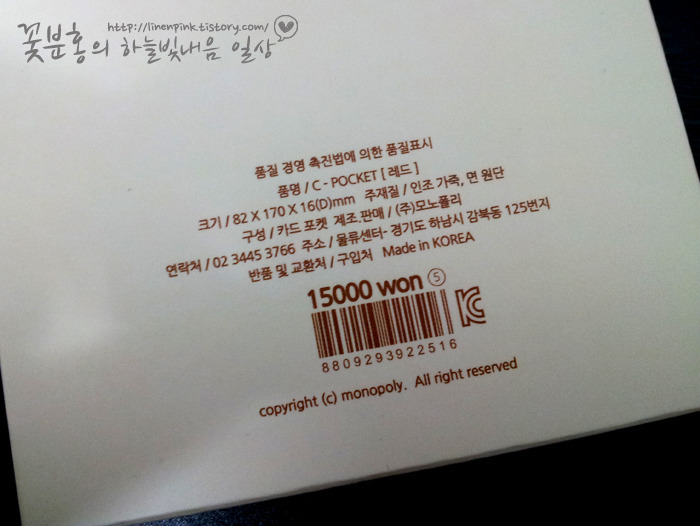 http://linenpink.tistory.com/
꽃분홍의 하늘빛내음 일상
품질 경영 촉진법에 의한 품질표시
품명 / C - POCKET [ 레드 ]
크기 / 82 X 170 X 16(D)mm 주재질 / 인조 가죽, 면 원단
구성 / 카드 포켓 제조.판매 / (주)모노폴리
연락처 / 02 3445 3766 주소 / 물류센터- 경기도 하남시 감북동 125번지
반품 및 교환처 / 구입처 Made in KOREA
15000 won ⑤
8809293922516
copyright (c) monopoly. All right reserved